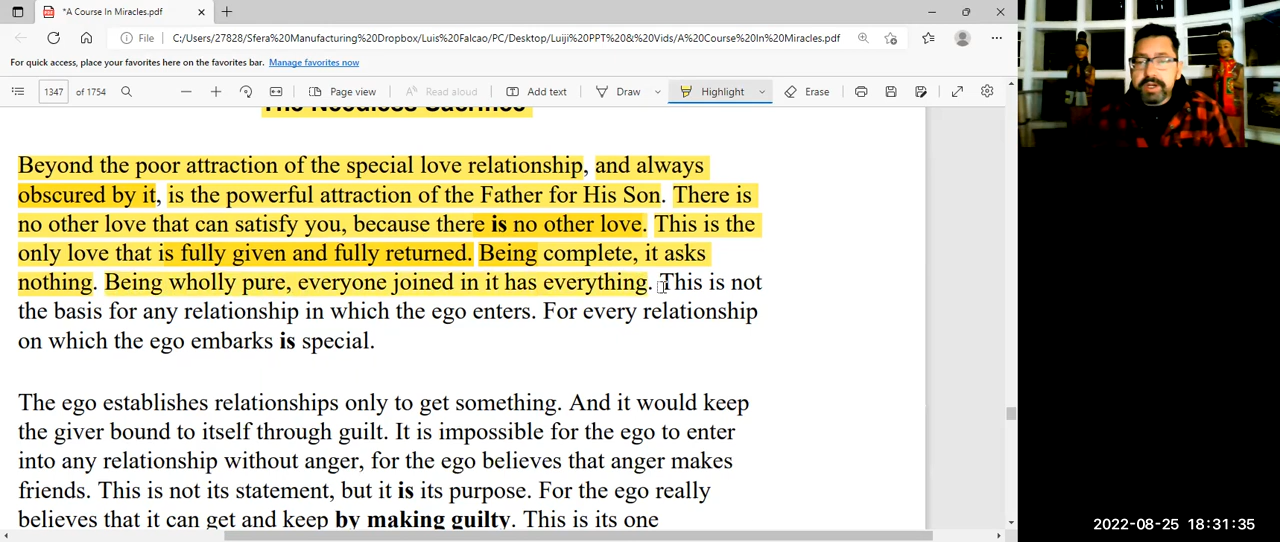 *A Course In Miracles.pdf
File C:/Users/27828/Sfera%20Manufacturing%20Dropbox/Luis%20Falcao/PC/Desktop/Luiji%20PPT%20&%20Vids/A%20Course%20In%20Miracles.pdf
For quick access, place your favorites here on the favorites bar. Manage favorites now
1347 of 1754 Page view Read aloud Add text Draw Highlight Erase
The Needless Sacrifice
Beyond the poor attraction of the special love relationship, and always
obscured by it, is the powerful attraction of the Father for His Son. There is
no other love that can satisfy you, because there is no other love. This is the
only love that is fully given and fully returned. Being complete, it asks
nothing. Being wholly pure, everyone joined in it has everything. This is not
the basis for any relationship in which the ego enters. For every relationship
on which the ego embarks is special.
The ego establishes relationships only to get something. And it would keep
the giver bound to itself through guilt. It is impossible for the ego to enter
into any relationship without anger, for the ego believes that anger makes
friends. This is not its statement, but it is its purpose. For the ego really
believes that it can get and keep by making guilty. This is its one
2022-08-25 18:31:35